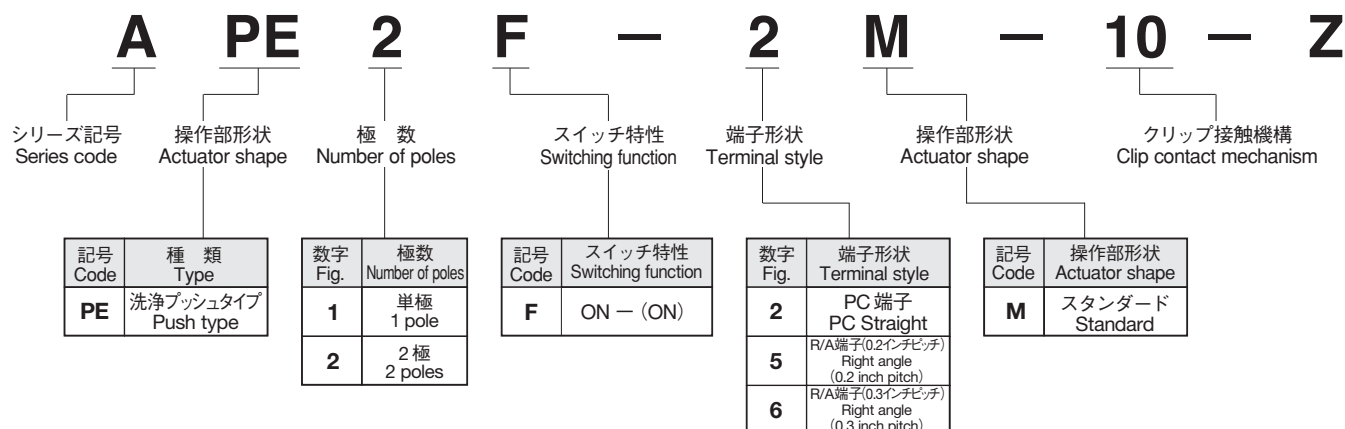 A PE 2 F － 2 M － 10 － Z
シリーズ記号 操作部形状 極　数 スイッチ特性 端子形状 操作部形状 クリップ接触機構
Series code Actuator shape Number of poles Switching function Terminal style Actuator shape Clip contact mechanism
記号 種　類
Code Type
PE 洗浄プッシュタイプ
Push type
数字 極数
Fig. Number of poles
1 単極
1 pole
2 2極
2 poles
記号 スイッチ特性
Code Switching function
F ON － (ON)
数字 端子形状
Fig. Terminal style
2 PC端子
PC Straight
5 R/A端子(0.2インチピッチ)
Right angle
(0.2 inch pitch)
6 R/A端子(0.3インチピッチ)
Right angle
(0.3 inch pitch)
記号 操作部形状
Code Actuator shape
M スタンダード
Standard